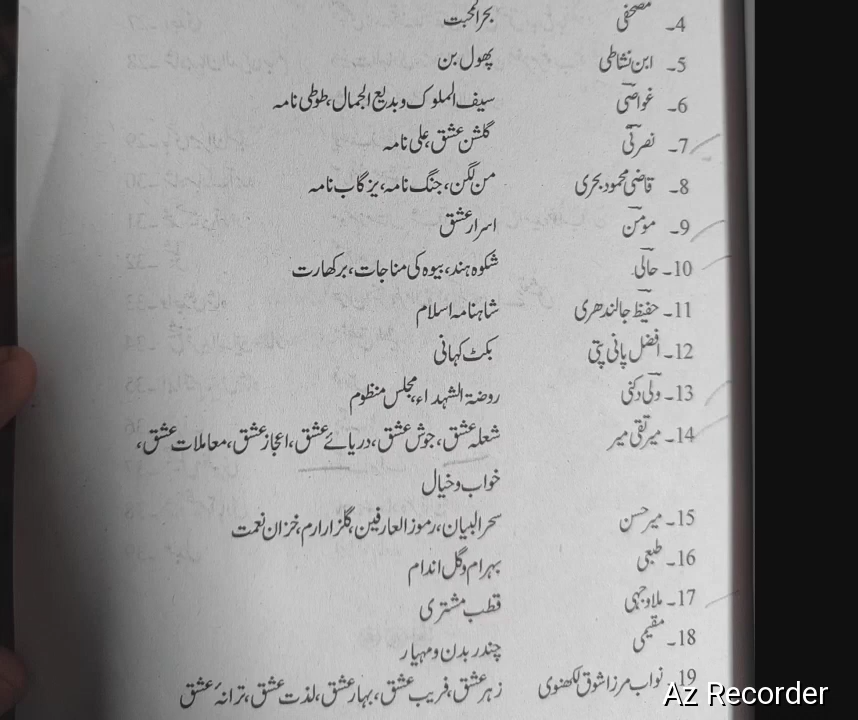 4۔ مصحفی بحرالمحبت
5۔ ابن نشاطی پھول بن
6۔ غواصی سیف الملوک و بدیع الجمال، طوطی نامہ
7۔ نصرتی گلشن عشق، علی نامہ
8۔ قاضی محمود بحری من لگن، جنگ نامہ، بزگاب نامہ
9۔ مومن اسرار عشق
10۔ حالی شکوہ ہند، بیوہ کی مناجات، برکھارت
11۔ حفیظ جالندھری شاہنامہ اسلام
12۔ افضل پانی پتی بکٹ کہانی
13۔ ولی دکنی روضۃ الشہداء، مجلس منظوم
14۔ میر تقی میر شعلہ عشق، جوش عشق، دریائے عشق، اعجاز عشق، معاملات عشق،
خواب و خیال
15۔ میر حسن سحر البیان، رموز العارفین، گلزار ارم، خزان نعمت
16۔ طبعی بہرام و گل اندام
17۔ ملا وجہی قطب مشتری
18۔ مقیمی چندر بدن و مہیار
19۔ نواب مرزا شوق لکھنوی زہر عشق، فریب عشق، بہار عشق، لذت عشق، ترانۂ عشق
Az Recorder